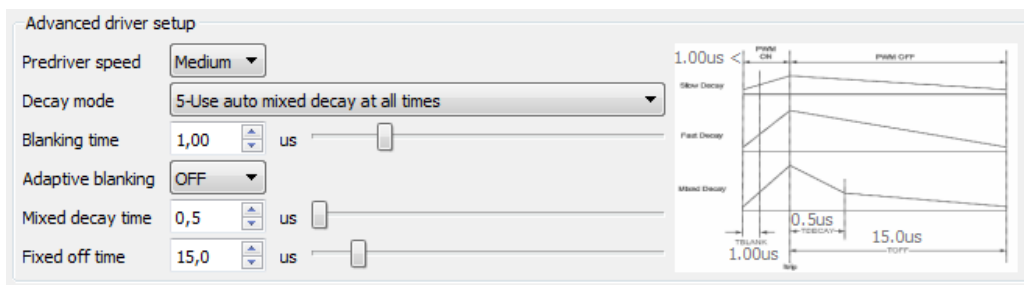 Advanced driver setup
Predriver speed Medium
Decay mode 5-Use auto mixed decay at all times
Blanking time 1,00 us
Adaptive blanking OFF
Mixed decay time 0,5 us
Fixed off time 15,0 us
1.00us < PWM ON PWM OFF
Slow Decay
Fast Decay
Mixed Decay
0.5us
TDECAY
15.0us
TOFF
TBLANK
1.00us
Itrip